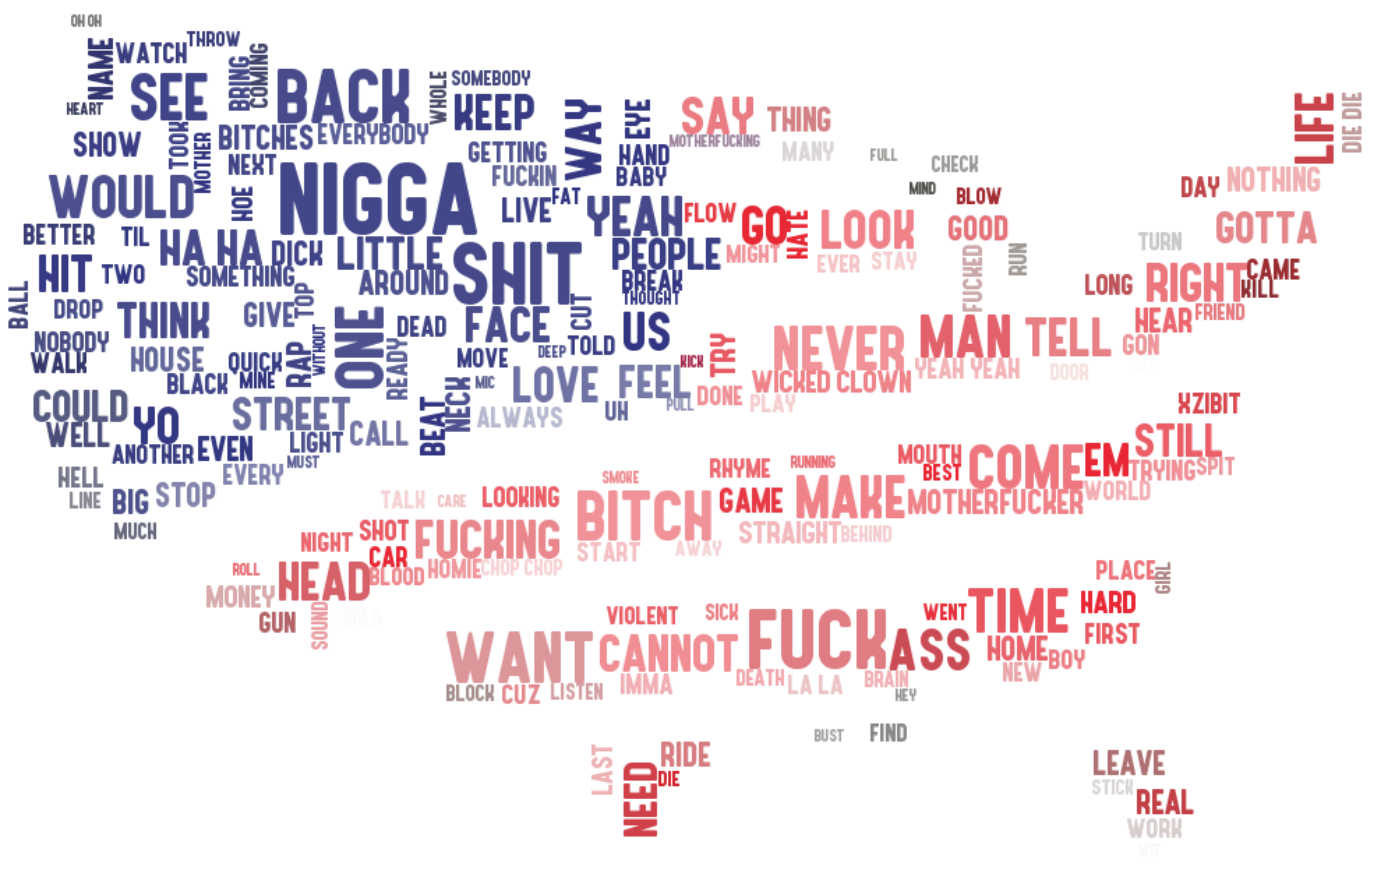 OH OH
NAME
WATCH
THROW
SEE
BRING
COMING
BACK
WHOLE
SOMEBODY
KEEP
WAY
EYE
SAY
THING
LIFE
DIE DIE
HEART
SHOW
TOOK
MOTHER
BITCHES
EVERYBODY
GETTING
HAND
MOTHERFUCKING
MANY
FULL
CHECK
NEXT
NIGGA
FUCKIN
BABY
MIND
BLOW
DAY
NOTHING
WOULD
HOE
LIVE
FAT
YEAH
FLOW
GO
HATE
LOOK
GOOD
GOTTA
BETTER
TIL
HA HA
DICK
LITTLE
SHIT
PEOPLE
MIGHT
EVER
STAY
FUCKED
RUN
TURN
HIT
TWO
SOMETHING
AROUND
BREAK
THOUGHT
LONG
RIGHT
CAME
KILL
BALL
DROP
THINK
GIVE
TOP
ONE
DEAD
FACE
CUT
US
HEAR
FRIEND
NOBODY
WALK
HOUSE
QUICK
RAP
WITHOUT
READY
MOVE
DEEP
TOLD
KICK
TRY
NEVER
MAN
TELL
GON
BLACK
MINE
NECK
MIC
LOVE
FEEL
PULL
DONE
WICKED CLOWN
YEAH YEAH
DOOR
COULD
YO
STREET
BEAT
ALWAYS
UH
PLAY
XZIBIT
WELL
ANOTHER
EVEN
LIGHT
CALL
MOUTH
COME
EM
STILL
HELL
EVERY
MUST
SMOKE
RHYME
RUNNING
BEST
TRYING
SPIT
LINE
BIG
STOP
TALK
CARE
LOOKING
BITCH
GAME
MAKE
MOTHERFUCKER
WORLD
MUCH
NIGHT
SHOT
FUCKING
START
AWAY
STRAIGHT
BEHIND
CAR
ROLL
HEAD
BLOOD
HOMIE
CHOP CHOP
PLACE
GIRL
MONEY
GUN
SOUND
VIOLENT
SICK
FUCK
WENT
TIME
HARD
WANT
CANNOT
ASS
HOME
BOY
FIRST
BLOCK
CUZ
LISTEN
IMMA
DEATH
LA LA
BRAIN
HEY
NEW
BUST
FIND
LAST
NEED
RIDE
DIE
LEAVE
STICK
REAL
WORK